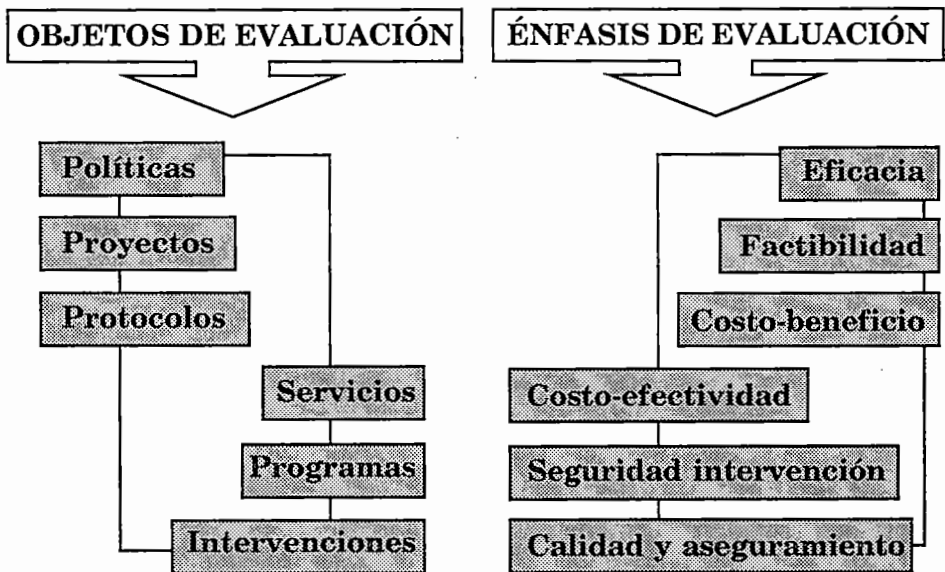 OBJETOS DE EVALUACIÓN
Políticas
Proyectos
Protocolos
Servicios
Programas
Intervenciones
ÉNFASIS DE EVALUACIÓN
Eficacia
Factibilidad
Costo-beneficio
Costo-efectividad
Seguridad intervención
Calidad y aseguramiento